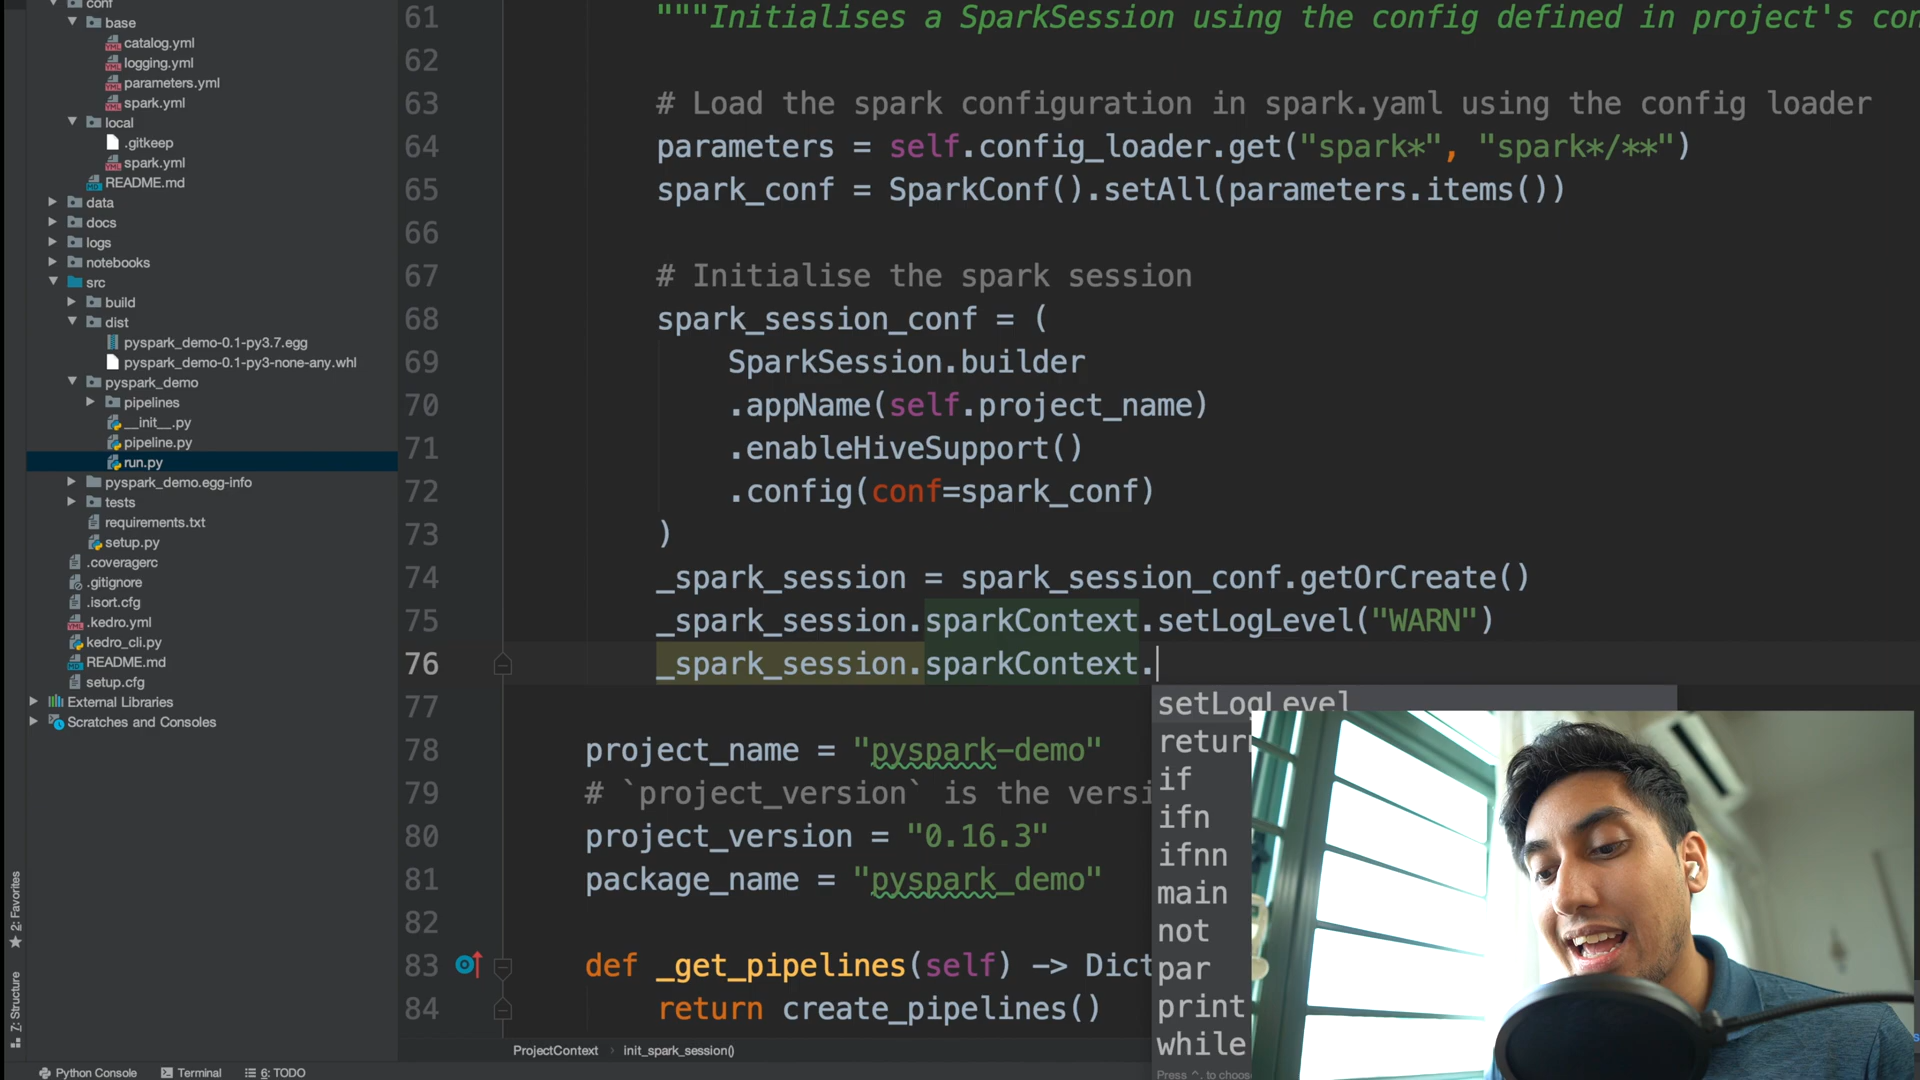 conf
base
catalog.yml
logging.yml
parameters.yml
spark.yml
local
.gitkeep
spark.yml
README.md
data
docs
logs
notebooks
src
build
dist
pyspark_demo-0.1-py3.7.egg
pyspark_demo-0.1-py3-none-any.whl
pyspark_demo
pipelines
__init__.py
pipeline.py
run.py
pyspark_demo.egg-info
tests
requirements.txt
setup.py
.coveragerc
.gitignore
.isort.cfg
.kedro.yml
kedro_cli.py
README.md
setup.cfg
External Libraries
Scratches and Consoles
2: Favorites
7: Structure
61 """Initialises a SparkSession using the config defined in project's con
62
63 # Load the spark configuration in spark.yaml using the config loader
64 parameters = self.config_loader.get("spark*", "spark*/**")
65 spark_conf = SparkConf().setAll(parameters.items())
66
67 # Initialise the spark session
68 spark_session_conf = (
69 SparkSession.builder
70 .appName(self.project_name)
71 .enableHiveSupport()
72 .config(conf=spark_conf)
73 )
74 _spark_session = spark_session_conf.getOrCreate()
75 _spark_session.sparkContext.setLogLevel("WARN")
76 _spark_session.sparkContext.
77
78 project_name = "pyspark-demo"
79 # `project_version` is the versi
80 project_version = "0.16.3"
81 package_name = "pyspark_demo"
82
83 def _get_pipelines(self) -> Dict
84 return create_pipelines()
setLogLevel
return
if
ifn
ifnn
main
not
par
print
while
Press ^. to choose
ProjectContext › init_spark_session()
Python Console Terminal 6: TODO